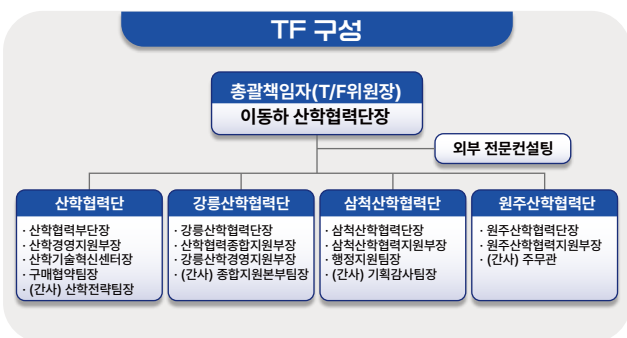 TF 구성
총괄책임자(T/F위원장)
이동하 산학협력단장
외부 전문컨설팅
산학협력단
· 산학협력부단장
· 산학경영지원부장
· 산학기술혁신센터장
· 구매협약팀장
· (간사) 산학전략팀장
강릉산학협력단
· 강릉산학협력단장
· 산학협력종합지원부장
· 강릉산학경영지원부장
· (간사) 종합지원본부팀장
삼척산학협력단
· 삼척산학협력단장
· 삼척산학협력지원부장
· 행정지원팀장
· (간사) 기획감사팀장
원주산학협력단
· 원주산학협력단장
· 원주산학협력지원부장
· (간사) 주무관